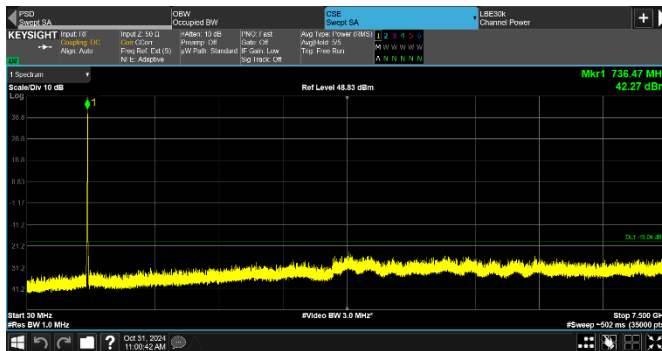 PSD
Swept SA
OBW
Occupied BW
CSE
Swept SA
LBE30k
Channel Power
KEYSIGHT
Input: RF
Coupling: DC
Align: Auto
Input Z: 50 Ω
Corr CCorr
Freq Ref: Ext (S)
NFE: Adaptive
#Atten: 10 dB
Preamp: Off
µW Path: Standard
PNO: Fast
Gate: Off
IF Gain: Low
Sig Track: Off
Avg Type: Power (RMS)
Avg|Hold: 5/5
Trig: Free Run
1 2 3 4 5 6
M W W W W W
A N N N N N
1 Spectrum
Scale/Div 10 dB
Ref Level 48.83 dBm
Mkr1 736.47 MH
42.27 dBr
Log
1
38.8
28.8
18.8
8.83
-1.17
-11.2
-21.2
-31.2
-41.2
Start 30 MHz
#Res BW 1.0 MHz
#Video BW 3.0 MHz*
Stop 7.500 GH
#Sweep ~502 ms (35000 pts
Oct 31, 2024
11:00:42 AM